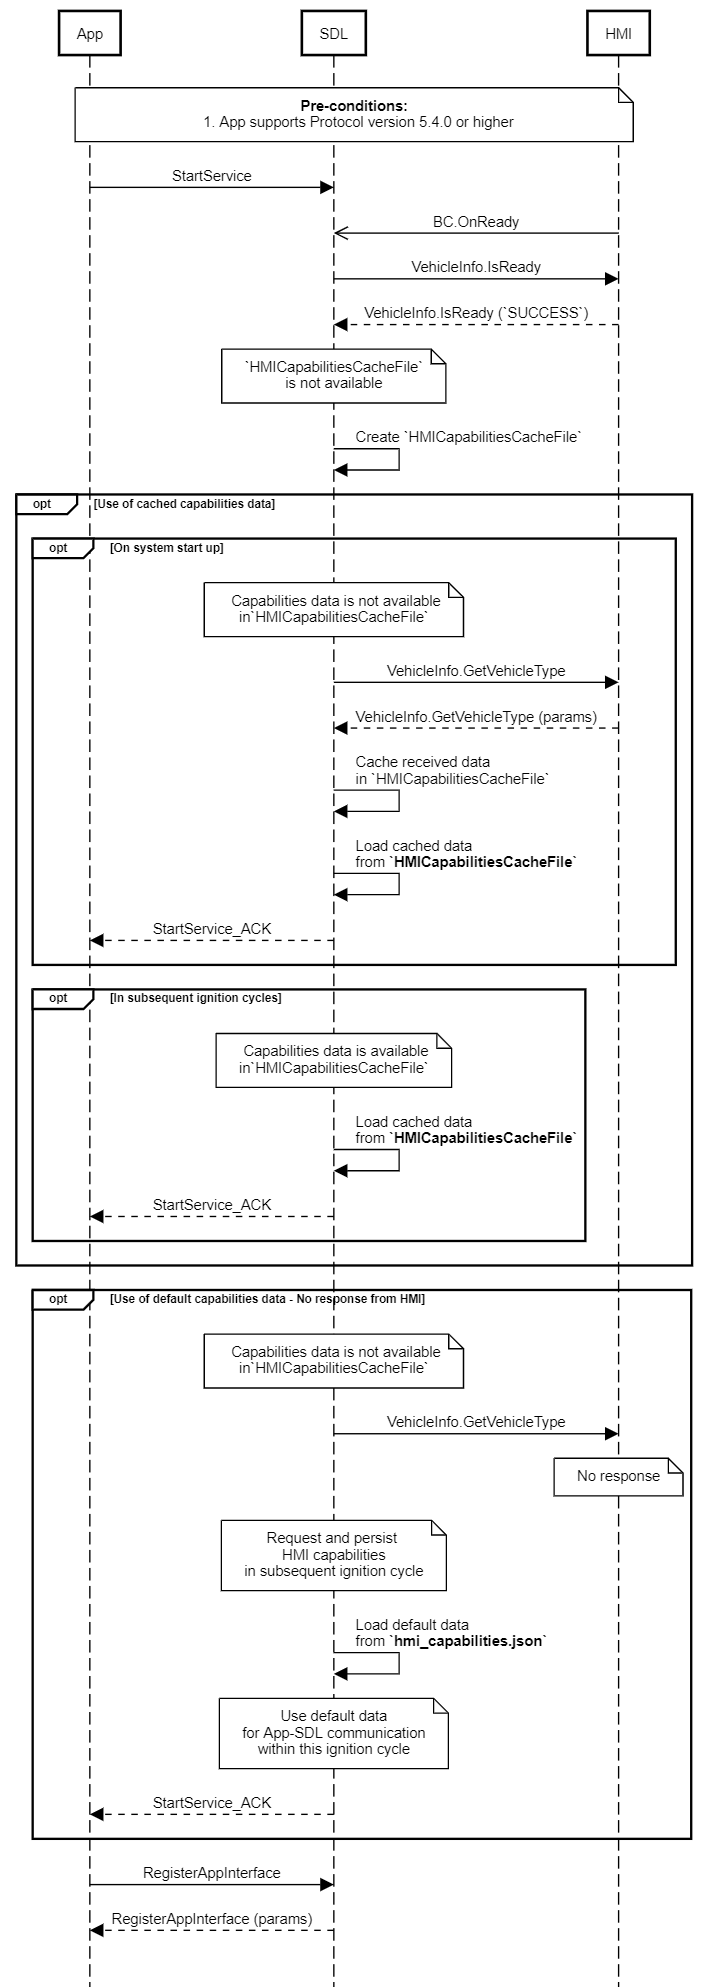 App
SDL
HMI
Pre-conditions:
1. App supports Protocol version 5.4.0 or higher
StartService
BC.OnReady
VehicleInfo.IsReady
VehicleInfo.IsReady (`SUCCESS`)
`HMICapabilitiesCacheFile`
is not available
Create `HMICapabilitiesCacheFile`
opt
[Use of cached capabilities data]
opt
[On system start up]
Capabilities data is not available
in`HMICapabilitiesCacheFile`
VehicleInfo.GetVehicleType
VehicleInfo.GetVehicleType (params)
Cache received data
in `HMICapabilitiesCacheFile`
Load cached data
from `HMICapabilitiesCacheFile`
StartService_ACK
opt
[In subsequent ignition cycles]
Capabilities data is available
in`HMICapabilitiesCacheFile`
Load cached data
from `HMICapabilitiesCacheFile`
StartService_ACK
opt
[Use of default capabilities data - No response from HMI]
Capabilities data is not available
in`HMICapabilitiesCacheFile`
VehicleInfo.GetVehicleType
No response
Request and persist
HMI capabilities
in subsequent ignition cycle
Load default data
from `hmi_capabilities.json`
Use default data
for App-SDL communication
within this ignition cycle
StartService_ACK
RegisterAppInterface
RegisterAppInterface (params)